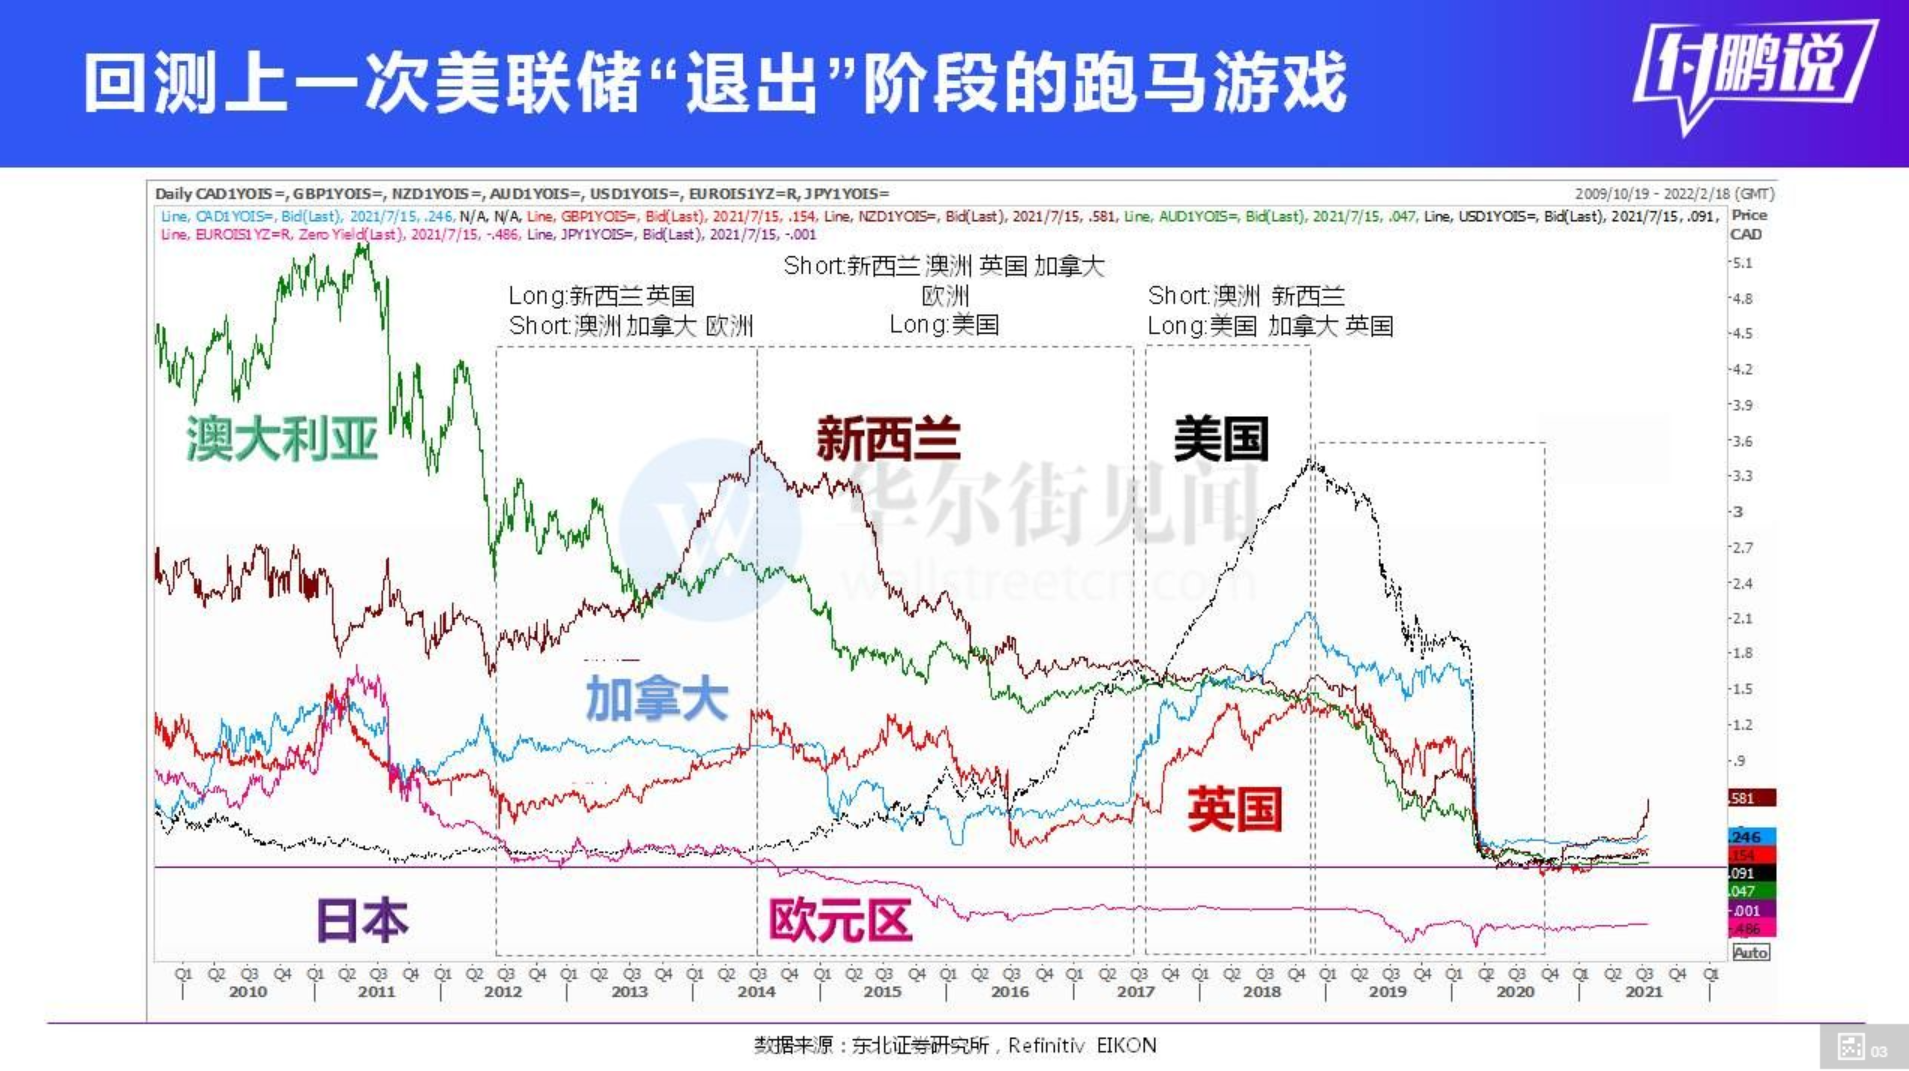 回测上一次美联储“退出”阶段的跑马游戏
付鹏说
Daily CAD1YOIS=, GBP1YOIS=, NZD1YOIS=, AUD1YOIS=, USD1YOIS=, EUROIS1YZ=R, JPY1YOIS=
2009/10/19 - 2022/2/18 (GMT)
Line, CAD1YOIS=, Bid(Last), 2021/7/15, .246, N/A, N/A, Line, GBP1YOIS=, Bid(Last), 2021/7/15, .154, Line, NZD1YOIS=, Bid(Last), 2021/7/15, .581, Line, AUD1YOIS=, Bid(Last), 2021/7/15, .047, Line, USD1YOIS=, Bid(Last), 2021/7/15, .091,
Line, EUROIS1YZ=R, Zero Yield(Last), 2021/7/15, -.486, Line, JPY1YOIS=, Bid(Last), 2021/7/15, -.001
Price
CAD
Long:新西兰 英国
Short:澳洲 加拿大 欧洲
Short:新西兰 澳洲 英国 加拿大
欧洲
Long:美国
Short:澳洲 新西兰
Long:美国 加拿大 英国
澳大利亚
新西兰
美国
加拿大
英国
日本
欧元区
华尔街见闻
wallstreetcn.com
5.1
4.8
4.5
4.2
3.9
3.6
3.3
3
2.7
2.4
2.1
1.8
1.5
1.2
.9
.581
.246
.154
.091
.047
-.001
-.486
Auto
Q1 Q2 Q3 Q4 Q1 Q2 Q3 Q4 Q1 Q2 Q3 Q4 Q1 Q2 Q3 Q4 Q1 Q2 Q3 Q4 Q1 Q2 Q3 Q4 Q1 Q2 Q3 Q4 Q1 Q2 Q3 Q4 Q1 Q2 Q3 Q4 Q1 Q2 Q3 Q4 Q1 Q2 Q3 Q4 Q1 Q2 Q3 Q4 Q1
2010 2011 2012 2013 2014 2015 2016 2017 2018 2019 2020 2021
数据来源：东北证券研究所，Refinitiv EIKON
03